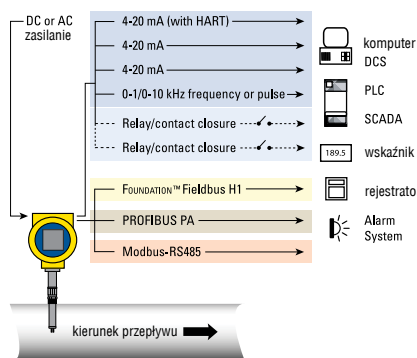 DC or AC
zasilanie
4-20 mA (with HART)
4-20 mA
4-20 mA
0-1/0-10 kHz frequency or pulse
Relay/contact closure
Relay/contact closure
FOUNDATION™ Fieldbus H1
PROFIBUS PA
Modbus-RS485
komputer
DCS
PLC
SCADA
189.5 wskaźnik
rejestrato
Alarm
System
kierunek przepływu